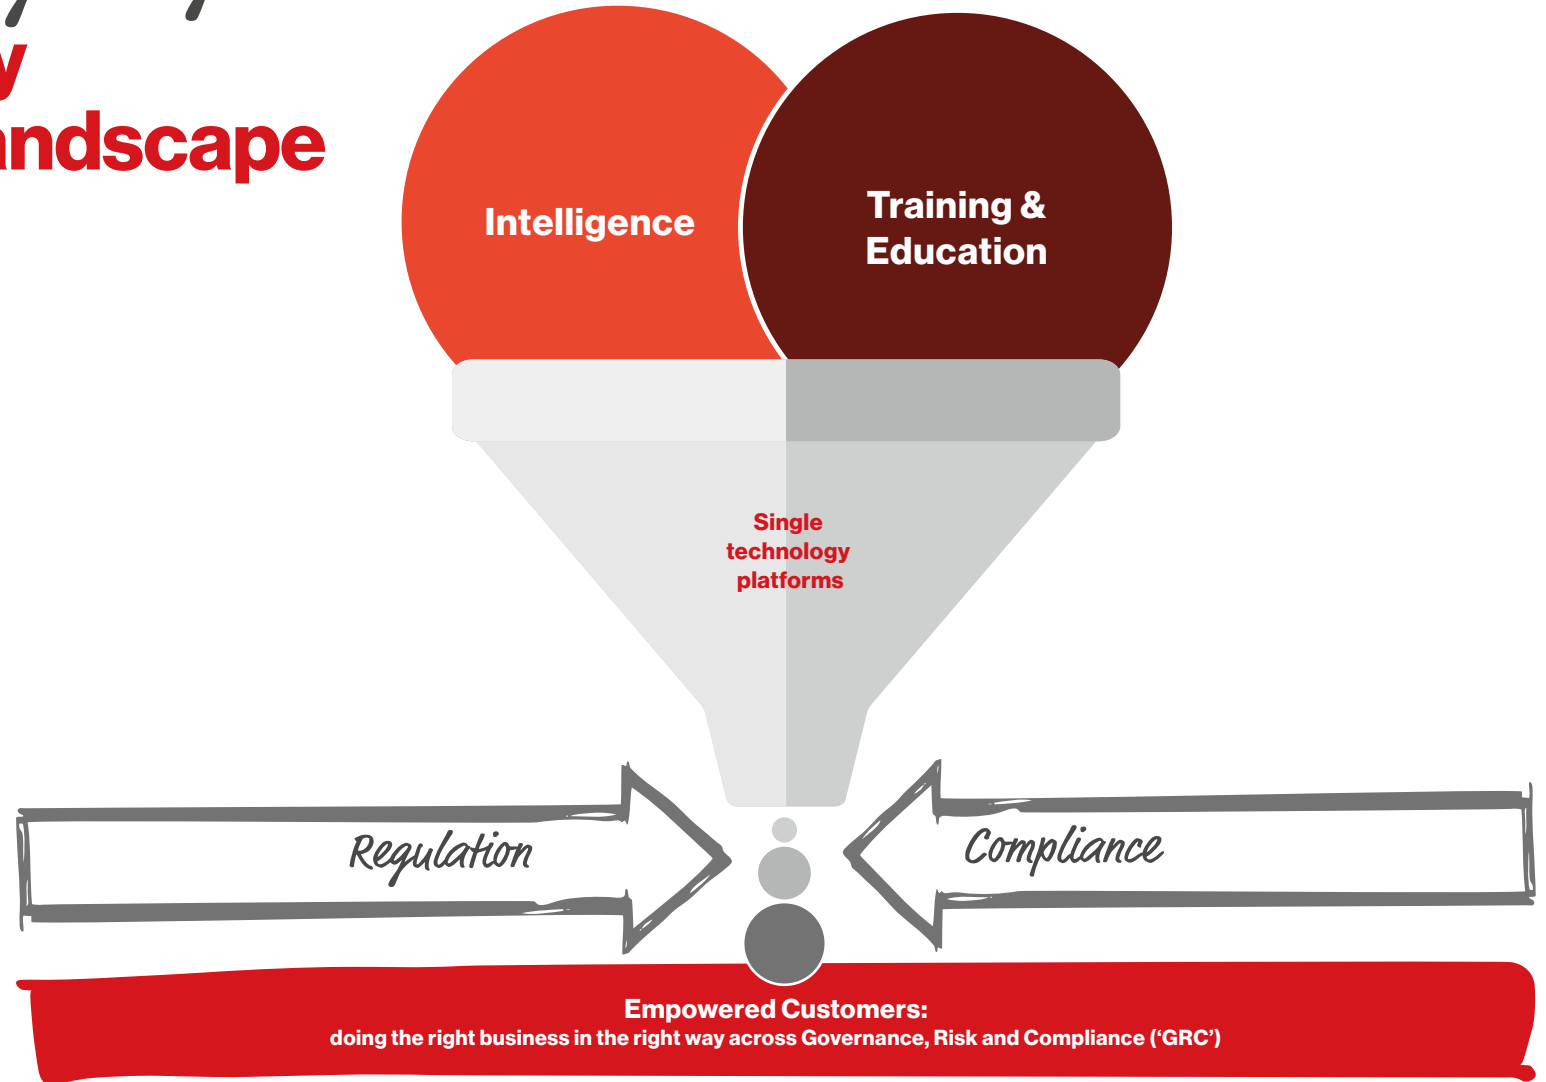 Intelligence
Training &
Education
Single
technology
platforms
Regulation
Compliance
Empowered Customers:
doing the right business in the right way across Governance, Risk and Compliance (‘GRC’)